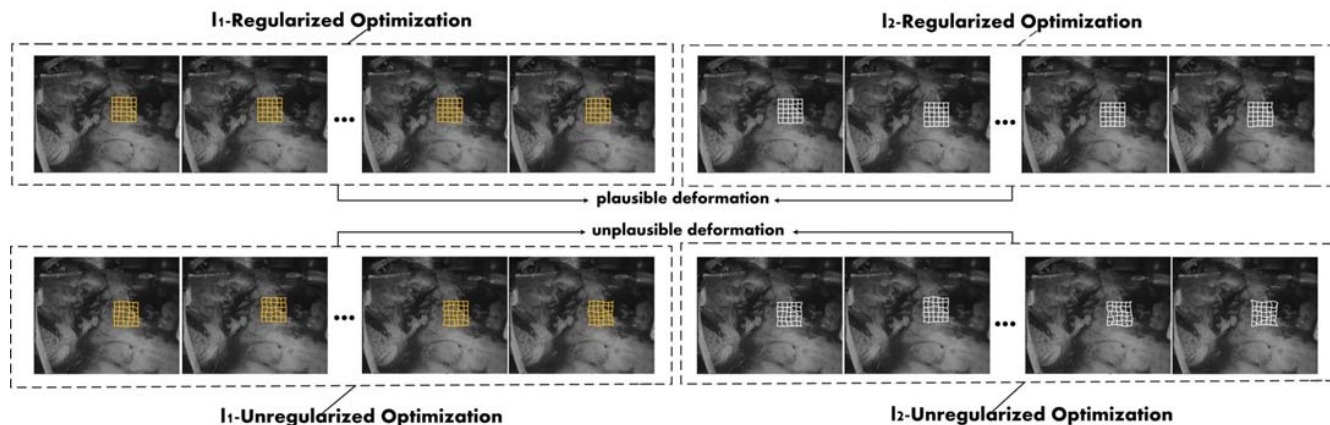 l1-Regularized Optimization
l2-Regularized Optimization
plausible deformation
unplausible deformation
l1-Unregularized Optimization
l2-Unregularized Optimization